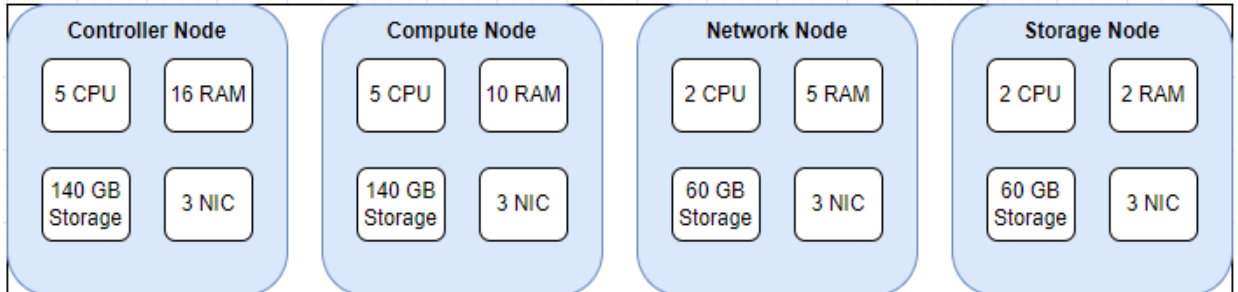 Controller Node
5 CPU
16 RAM
140 GB
Storage
3 NIC
Compute Node
5 CPU
10 RAM
140 GB
Storage
3 NIC
Network Node
2 CPU
5 RAM
60 GB
Storage
3 NIC
Storage Node
2 CPU
2 RAM
60 GB
Storage
3 NIC